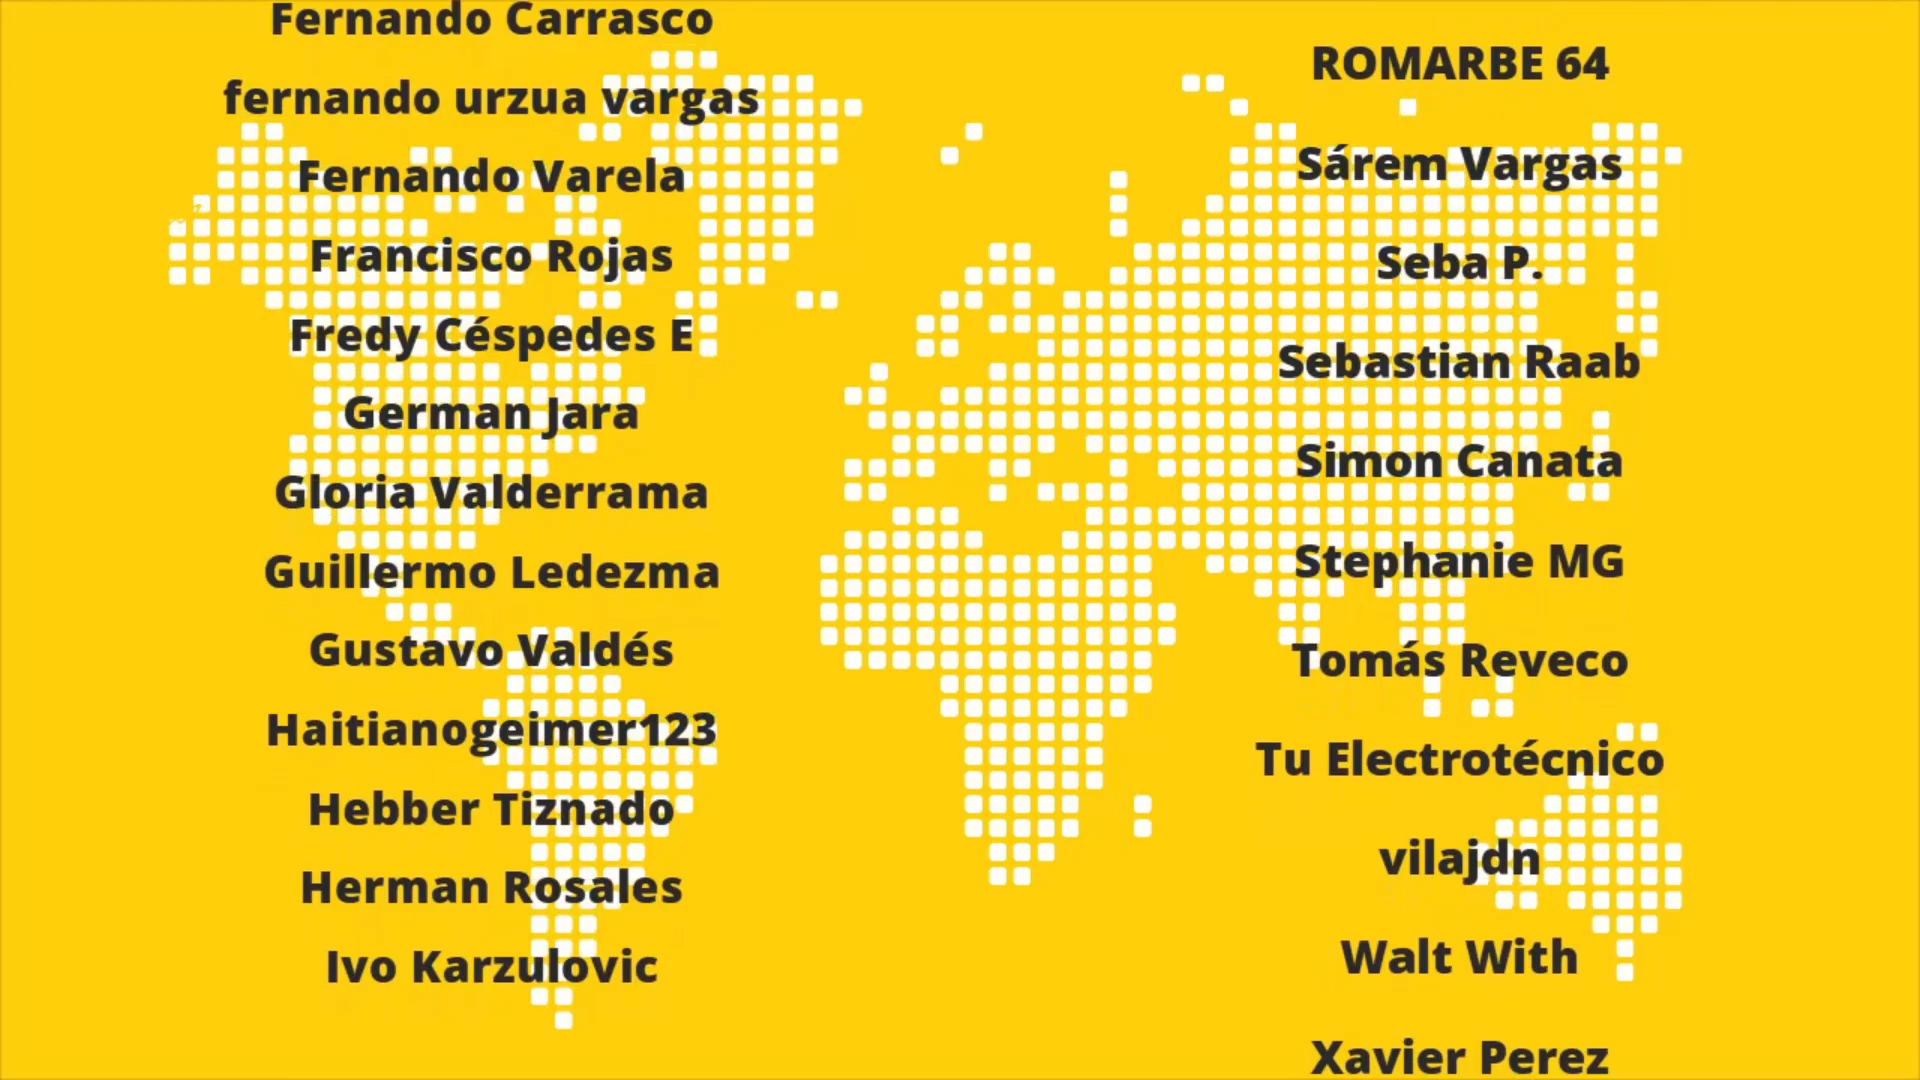 Fernando Carrasco
fernando urzua vargas
Fernando Varela
Francisco Rojas
Fredy Céspedes E
German Jara
Gloria Valderrama
Guillermo Ledezma
Gustavo Valdés
Haitianogeimer123
Hebber Tiznado
Herman Rosales
Ivo Karzulovic
ROMARBE 64
Sárem Vargas
Seba P.
Sebastian Raab
Simon Canata
Stephanie MG
Tomás Reveco
Tu Electrotécnico
vilajdn
Walt With
Xavier Perez